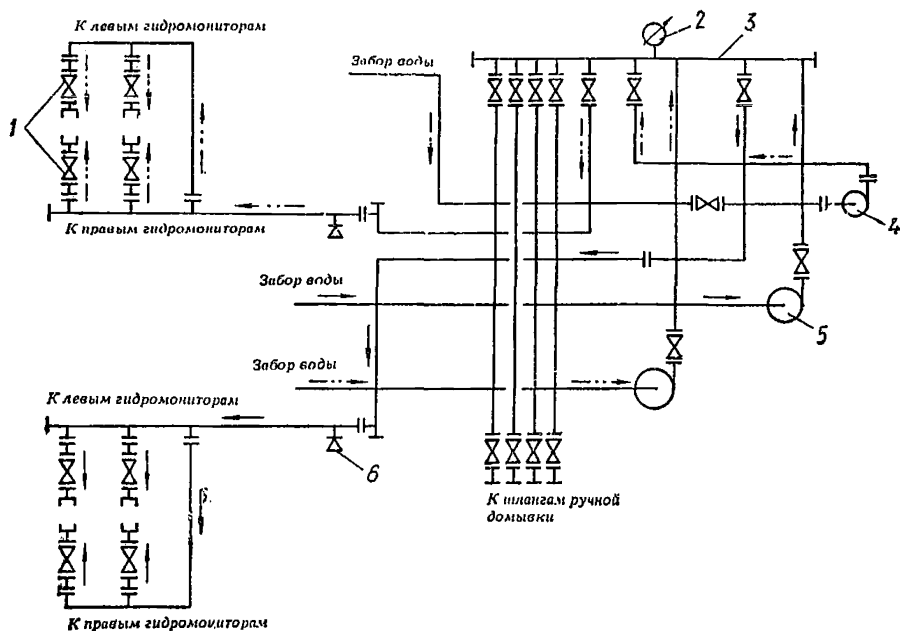 К левым гидромониторам
2
3
Забор воды
1
4
К правым гидромониторам
Забор воды
5
Забор воды
К левым гидромониторам
6
К шлангам ручной
домывки
К правым гидромониторам